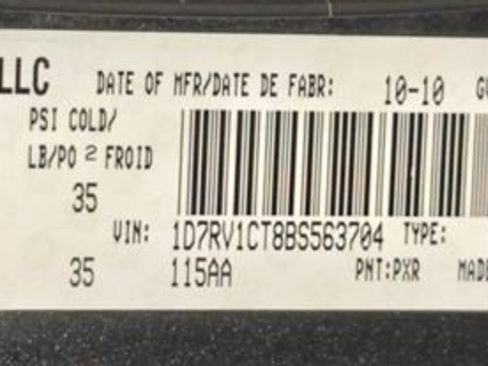 LLC DATE OF MFR/DATE DE FABR: 10-10
PSI COLD/
LB/PO 2 FROID
35
VIN: 1D7RV1CT8BS563704 TYPE:
35 115AA PNT:PXR MADE